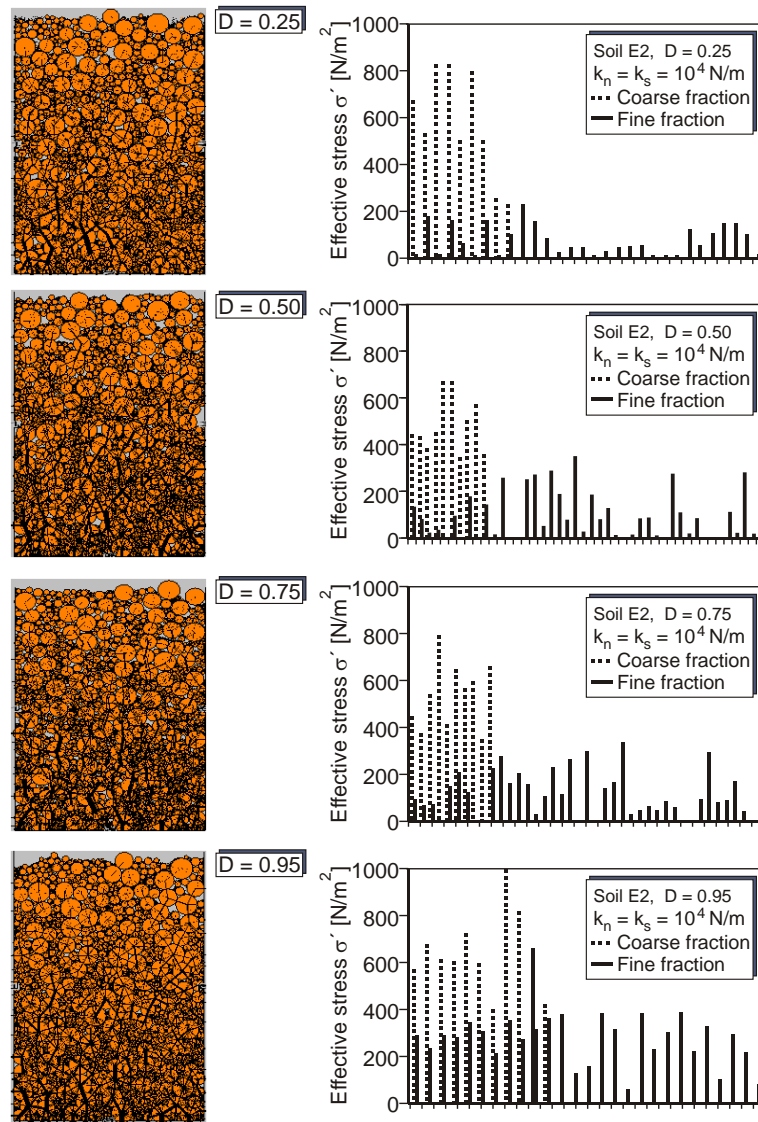 D = 0.25
Effective stress σ´ [N/m²]
1000
800
600
400
200
0
Soil E2, D = 0.25
kₙ = kₛ = 10⁴ N/m
Coarse fraction
Fine fraction
D = 0.50
Effective stress σ´ [N/m²]
1000
800
600
400
200
0
Soil E2, D = 0.50
kₙ = kₛ = 10⁴ N/m
Coarse fraction
Fine fraction
D = 0.75
Effective stress σ´ [N/m²]
1000
800
600
400
200
0
Soil E2, D = 0.75
kₙ = kₛ = 10⁴ N/m
Coarse fraction
Fine fraction
D = 0.95
Effective stress σ´ [N/m²]
1000
800
600
400
200
0
Soil E2, D = 0.95
kₙ = kₛ = 10⁴ N/m
Coarse fraction
Fine fraction